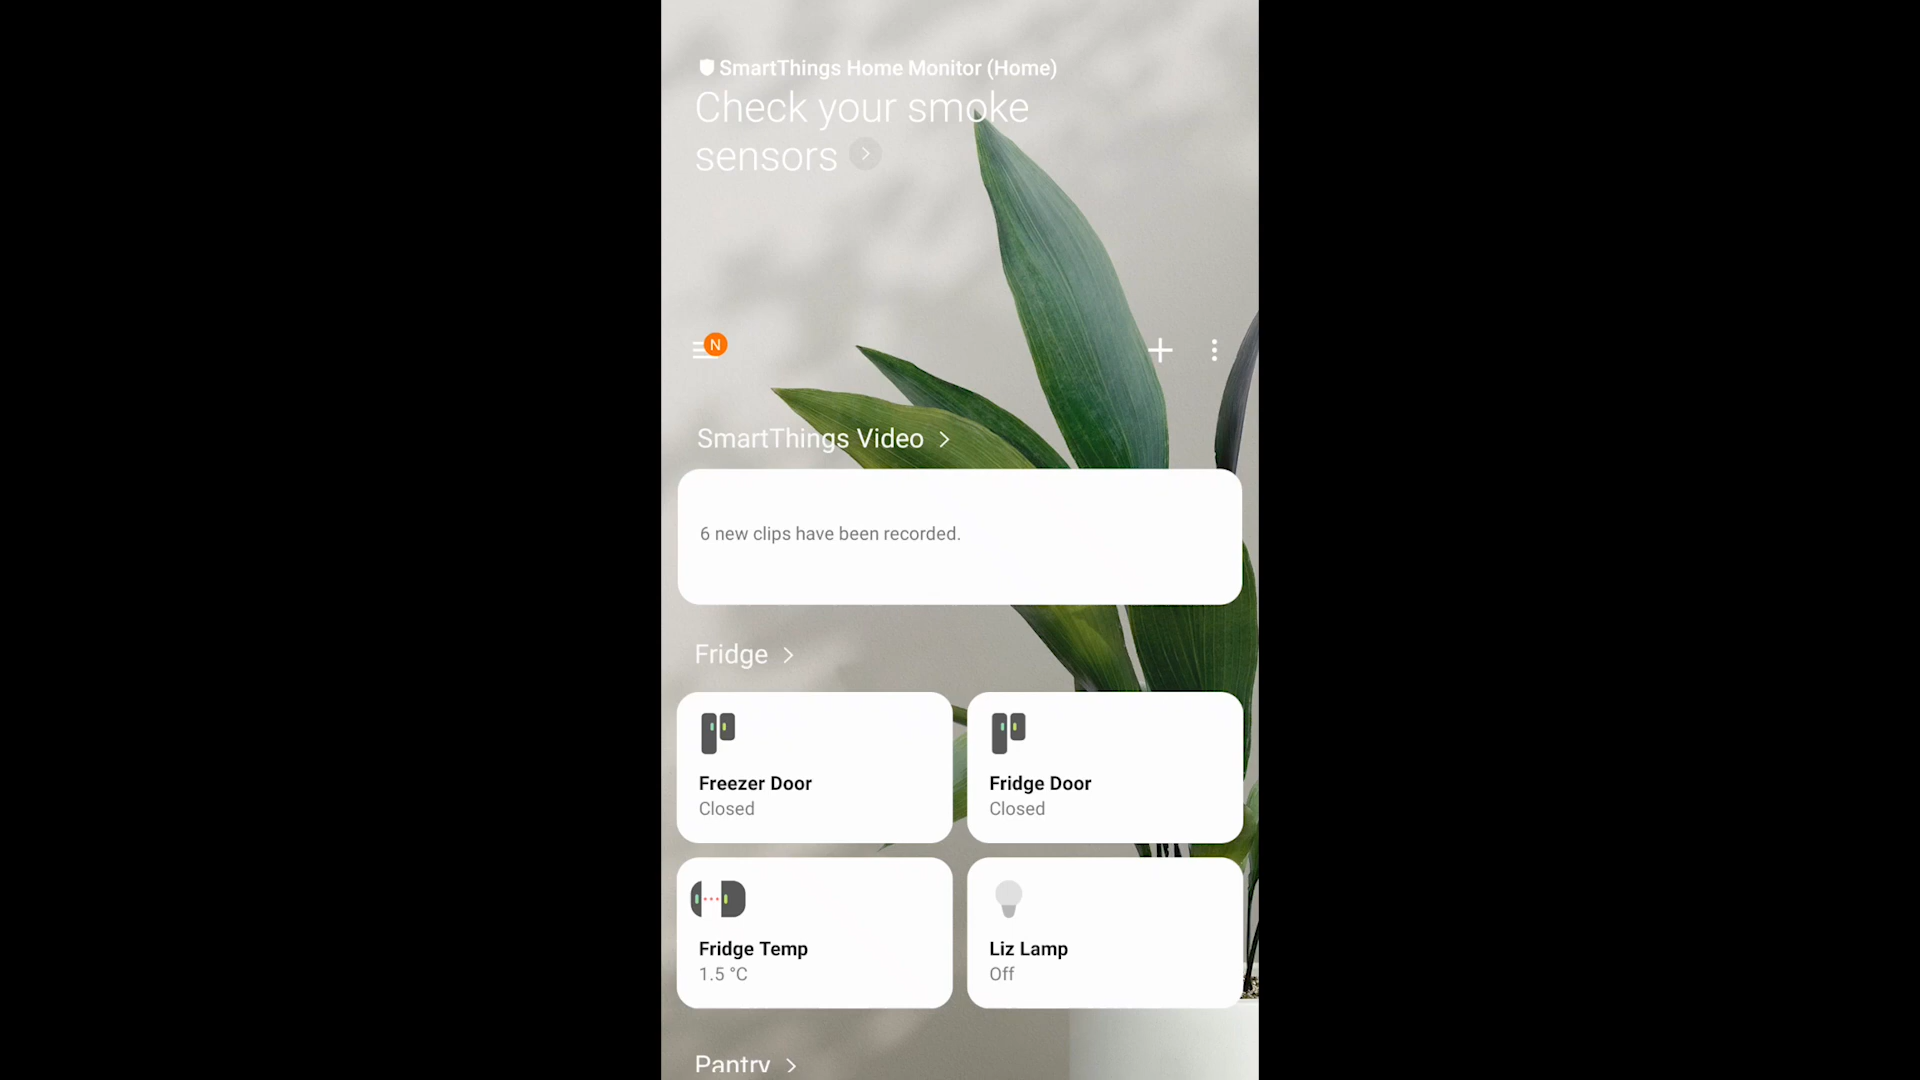 SmartThings Home Monitor (Home)
Check your smoke
sensors
N
SmartThings Video
6 new clips have been recorded.
Fridge
Freezer Door
Closed
Fridge Door
Closed
Fridge Temp
1.5 °C
Liz Lamp
Off
Pantry